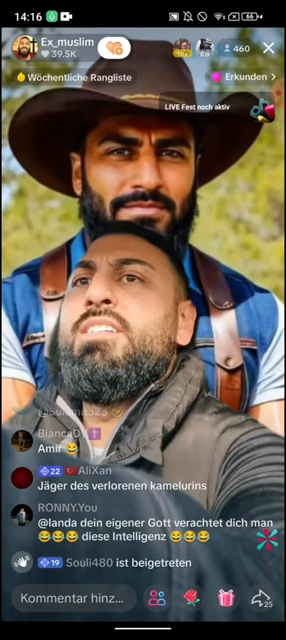 14:16
66
Ex_muslim
39.5K
460
Wöchentliche Rangliste
Erkunden >
LIVE Fest noch aktiv
BiancaDV
Amir 😂
22 AliXan
Jäger des verlorenen kamelurins
RONNY.You
@landa dein eigener Gott verachtet dich man
😂😂😂 diese Intelligenz 😂😂😂
19 Souli480 ist beigetreten
Kommentar hinz...
25